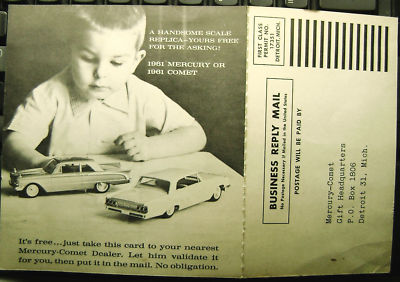 A HANDSOME SCALE
REPLICA—YOURS FREE
FOR THE ASKING!
1961 MERCURY OR
1961 COMET
It's free...just take this card to your nearest
Mercury-Comet Dealer. Let him validate it
for you, then put it in the mail. No obligation.
FIRST CLASS
PERMIT NO.
DETROIT, MICH.
BUSINESS REPLY MAIL
No Postage Necessary If Mailed in the United States
POSTAGE WILL BE PAID BY
Mercury-Comet
Gift Headquarters
P.O. Box 1806
Detroit 31, Mich.